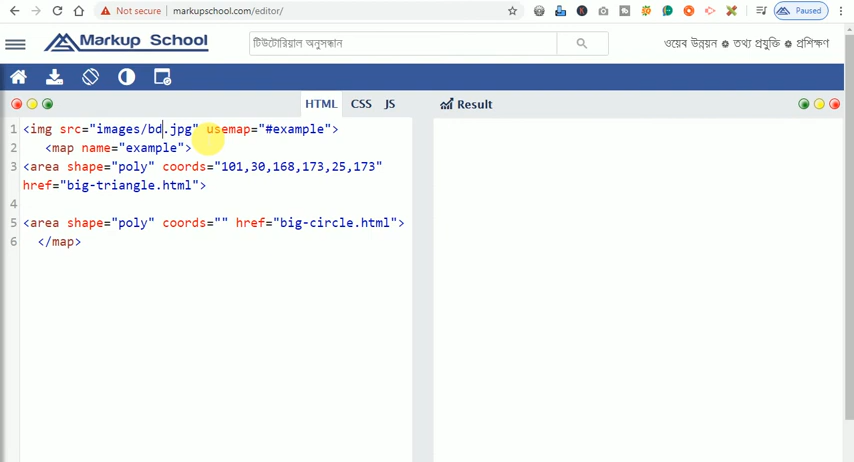 Not secure | markupschool.com/editor/
Paused
Markup School
টিউটোরিয়াল অনুসন্ধান
ওয়েব উন্নয়ন তথ্য প্রযুক্তি প্রশিক্ষণ
HTML CSS JS
Result
1 <img src="images/bd.jpg" usemap="#example">
2 <map name="example">
3 <area shape="poly" coords="101,30,168,173,25,173"
href="big-triangle.html">
4
5 <area shape="poly" coords="" href="big-circle.html">
6 </map>